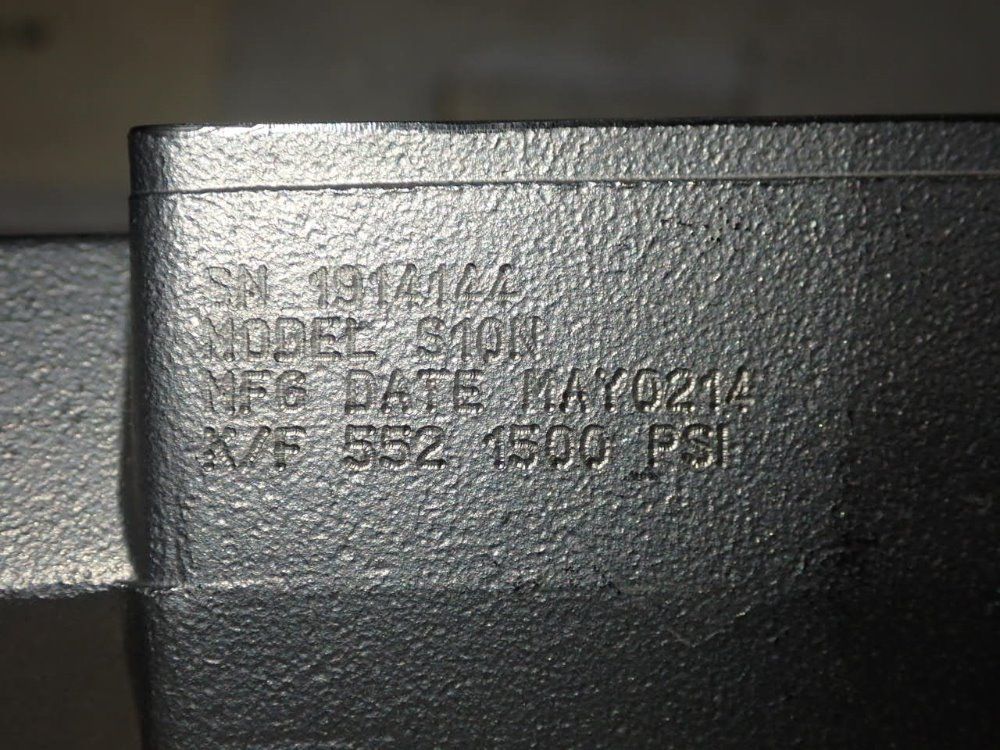 SN 1914144
MODEL S10N
MFG DATE MAY0214
K/F 552 1500 PSI